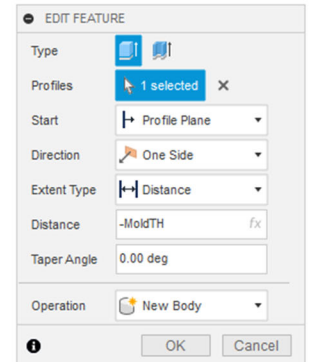 EDIT FEATURE
Type
Profiles 1 selected
Start Profile Plane
Direction One Side
Extent Type Distance
Distance -MoldTH fx
Taper Angle 0.00 deg
Operation New Body
OK Cancel